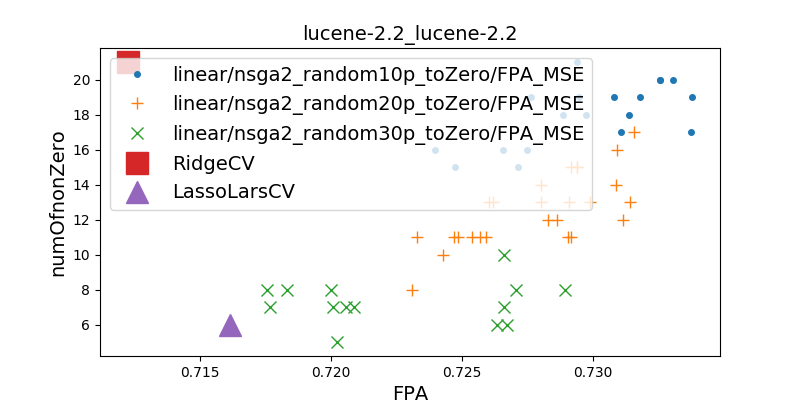 lucene-2.2_lucene-2.2
linear/nsga2_random10p_toZero/FPA_MSE
linear/nsga2_random20p_toZero/FPA_MSE
linear/nsga2_random30p_toZero/FPA_MSE
RidgeCV
LassoLarsCV
numOfnonZero
20
18
16
14
12
10
8
6
0.715
0.720
0.725
0.730
FPA